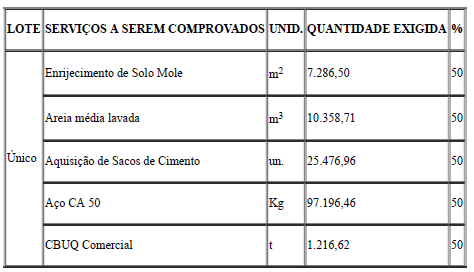 LOTE SERVIÇOS A SEREM COMPROVADOS UNID. QUANTIDADE EXIGIDA %
Único
Enrijecimento de Solo Mole m² 7.286,50 50
Areia média lavada m³ 10.358,71 50
Aquisição de Sacos de Cimento un. 25.476,96 50
Aço CA 50 Kg 97.196,46 50
CBUQ Comercial t 1.216,62 50